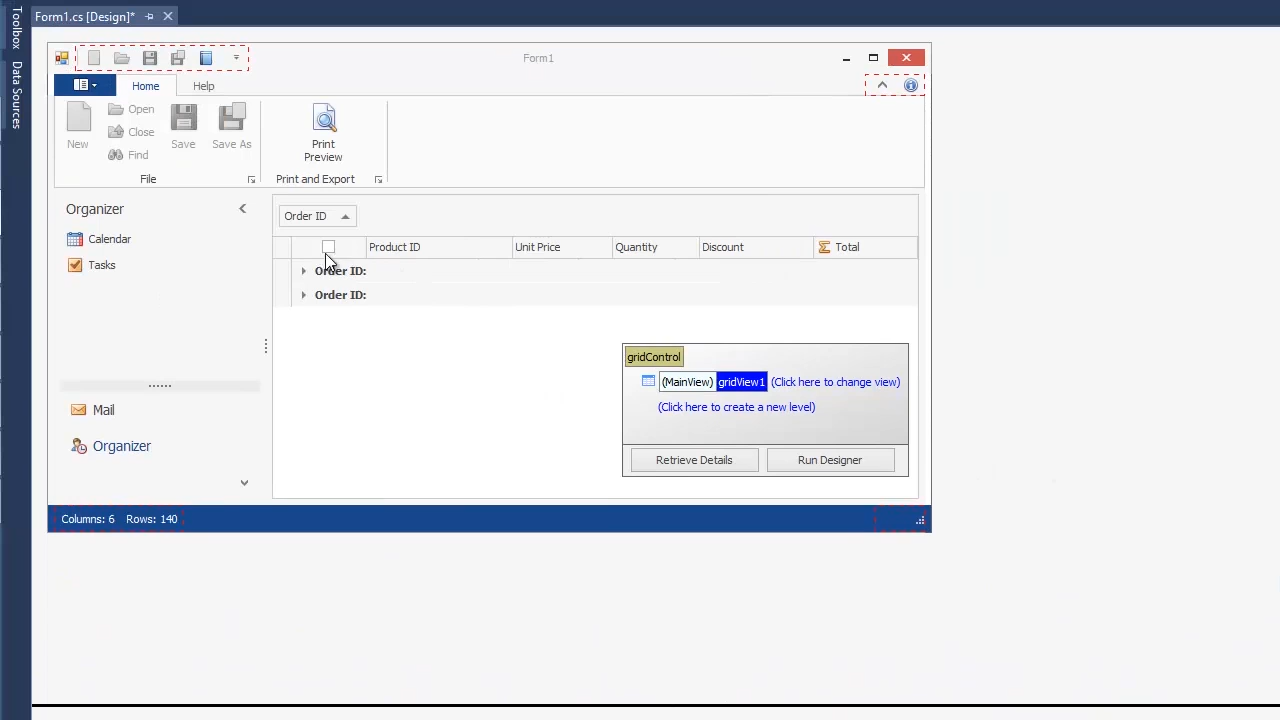 Form1.cs [Design]*
Toolbox
Data Sources
Form1
Home
Help
New
Open
Close
Find
Save
Save As
Print
Preview
File
Print and Export
Organizer
Calendar
Tasks
Mail
Organizer
Order ID
Product ID
Unit Price
Quantity
Discount
Total
Order ID:
Order ID:
gridControl
(MainView) gridView1 (Click here to change view)
(Click here to create a new level)
Retrieve Details
Run Designer
Columns: 6 Rows: 140